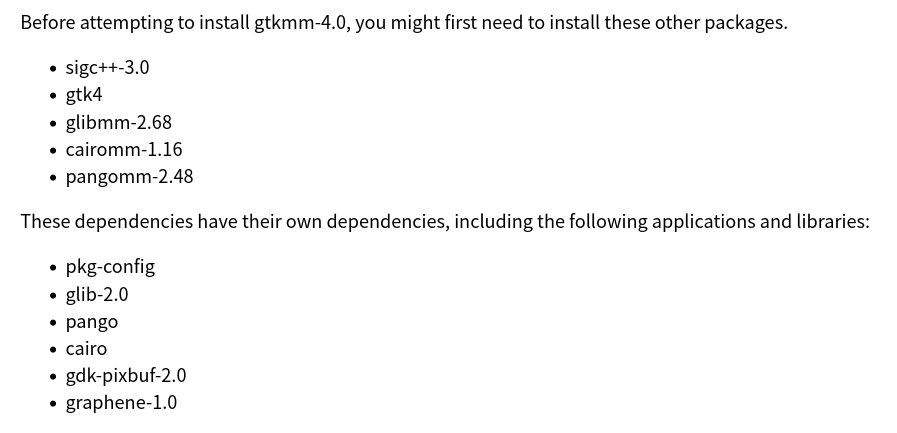 Before attempting to install gtkmm-4.0, you might first need to install these other packages.
• sigc++-3.0
• gtk4
• glibmm-2.68
• cairomm-1.16
• pangomm-2.48
These dependencies have their own dependencies, including the following applications and libraries:
• pkg-config
• glib-2.0
• pango
• cairo
• gdk-pixbuf-2.0
• graphene-1.0